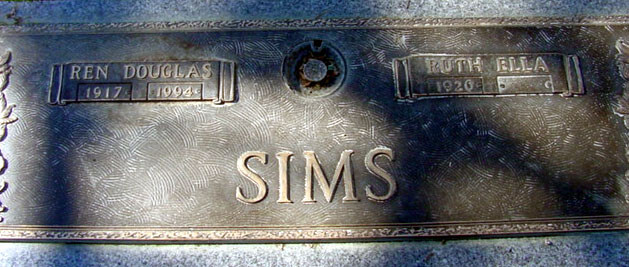 REN DOUGLAS
1917 1994
RUTH ELLA
1920
SIMS